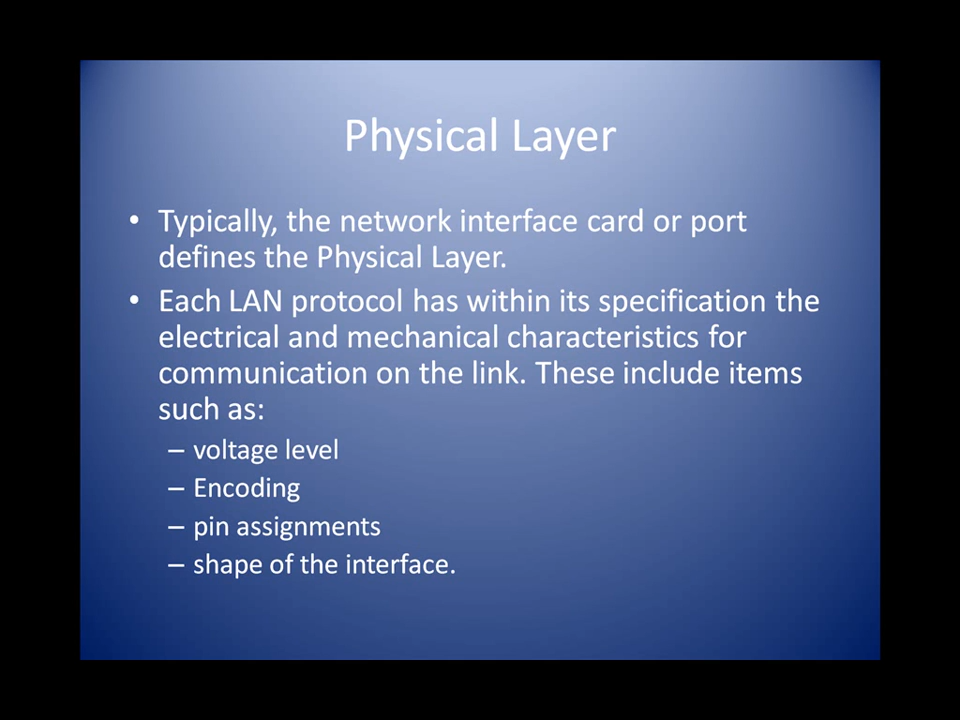 Physical Layer
• Typically, the network interface card or port
defines the Physical Layer.
• Each LAN protocol has within its specification the
electrical and mechanical characteristics for
communication on the link. These include items
such as:
– voltage level
– Encoding
– pin assignments
– shape of the interface.